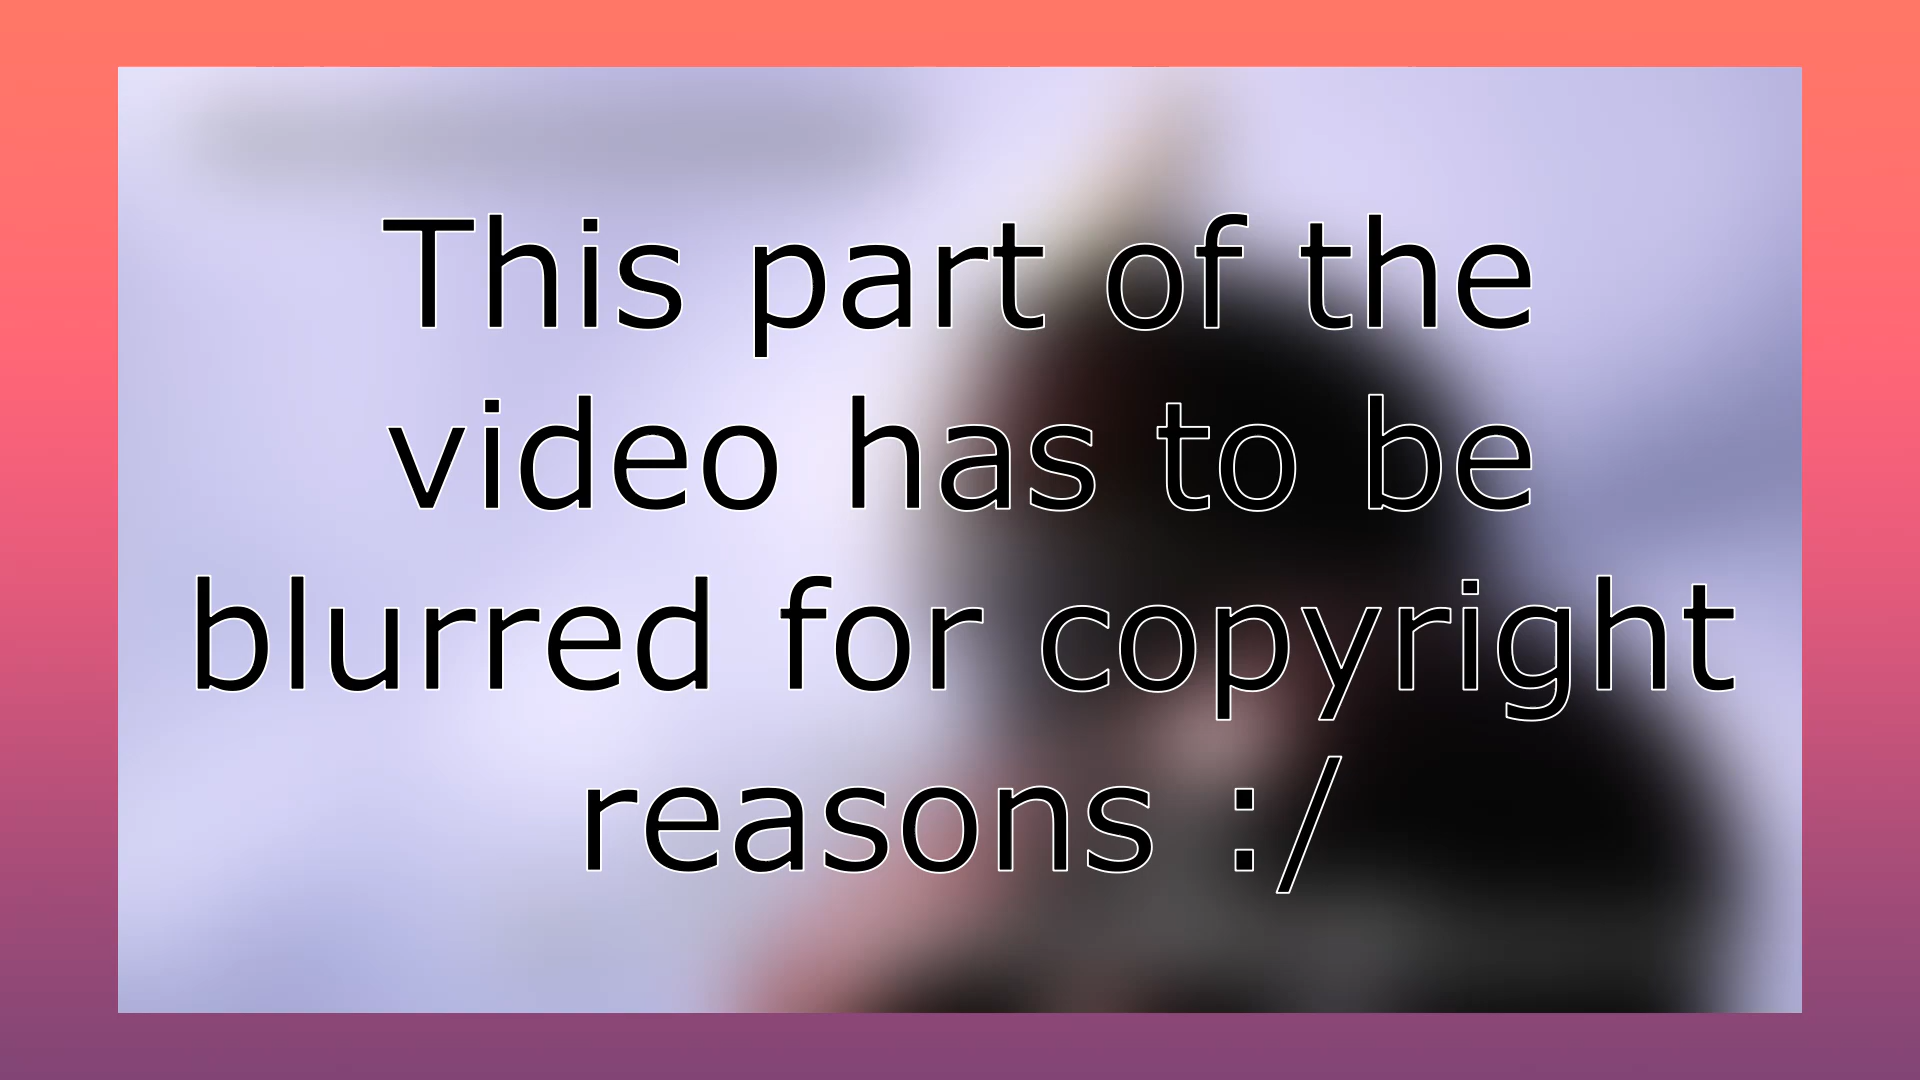 This part of the
video has to be
blurred for copyright
reasons :/